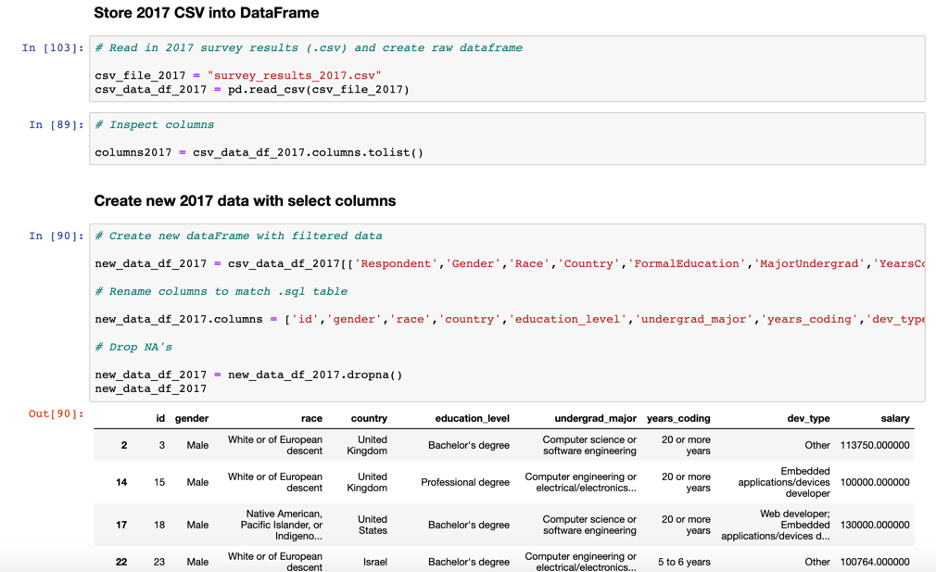 Store 2017 CSV into DataFrame
In [103]: # Read in 2017 survey results (.csv) and create raw dataframe
csv_file_2017 = "survey_results_2017.csv"
csv_data_df_2017 = pd.read_csv(csv_file_2017)
In [89]: # Inspect columns
columns2017 = csv_data_df_2017.columns.tolist()
Create new 2017 data with select columns
In [90]: # Create new dataFrame with filtered data
new_data_df_2017 = csv_data_df_2017[['Respondent','Gender','Race','Country','FormalEducation','MajorUndergrad','YearsCo
# Rename columns to match .sql table
new_data_df_2017.columns = ['id','gender','race','country','education_level','undergrad_major','years_coding','dev_type
# Drop NA's
new_data_df_2017 = new_data_df_2017.dropna()
new_data_df_2017
Out[90]:
id gender race country education_level undergrad_major years_coding dev_type salary
2 3 Male White or of European descent United Kingdom Bachelor's degree Computer science or software engineering 20 or more years Other 113750.000000
14 15 Male White or of European descent United Kingdom Professional degree Computer engineering or electrical/electronics... 20 or more years Embedded applications/devices developer 100000.000000
17 18 Male Native American, Pacific Islander, or Indigeno... United States Bachelor's degree Computer science or software engineering 20 or more years Web developer; Embedded applications/devices d... 130000.000000
22 23 Male White or of European descent Israel Bachelor's degree Computer engineering or electrical/electronics... 5 to 6 years Other 100764.000000